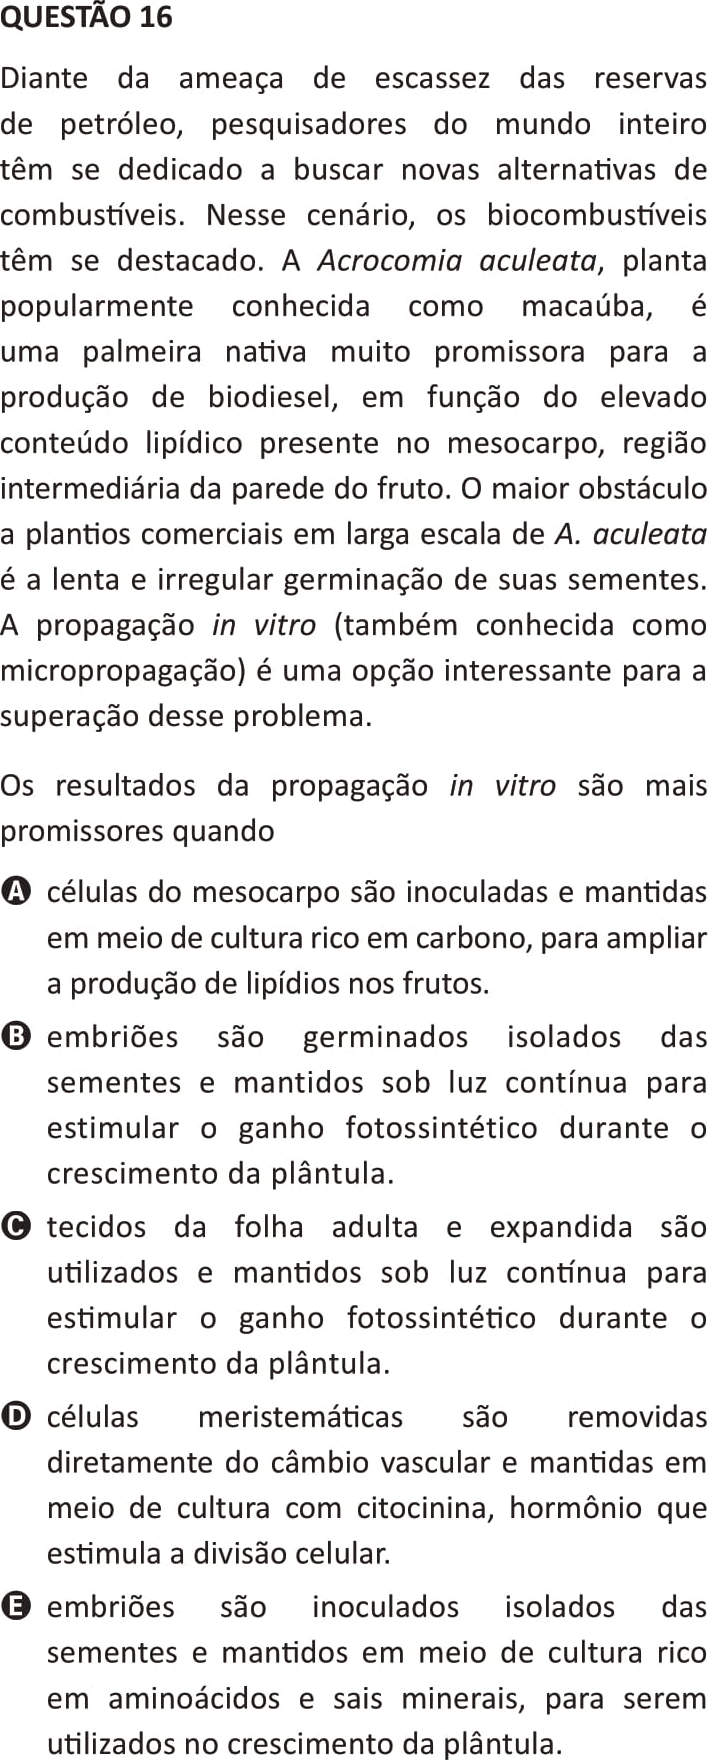 QUESTÃO 16
Diante da ameaça de escassez das reservas
de petróleo, pesquisadores do mundo inteiro
têm se dedicado a buscar novas alternativas de
combustíveis. Nesse cenário, os biocombustíveis
têm se destacado. A Acrocomia aculeata, planta
popularmente conhecida como macaúba, é
uma palmeira nativa muito promissora para a
produção de biodiesel, em função do elevado
conteúdo lipídico presente no mesocarpo, região
intermediária da parede do fruto. O maior obstáculo
a plantios comerciais em larga escala de A. aculeata
é a lenta e irregular germinação de suas sementes.
A propagação in vitro (também conhecida como
micropropagação) é uma opção interessante para a
superação desse problema.
Os resultados da propagação in vitro são mais
promissores quando
A células do mesocarpo são inoculadas e mantidas
em meio de cultura rico em carbono, para ampliar
a produção de lipídios nos frutos.
B embriões são germinados isolados das
sementes e mantidos sob luz contínua para
estimular o ganho fotossintético durante o
crescimento da plântula.
C tecidos da folha adulta e expandida são
utilizados e mantidos sob luz contínua para
estimular o ganho fotossintético durante o
crescimento da plântula.
D células meristemáticas são removidas
diretamente do câmbio vascular e mantidas em
meio de cultura com citocinina, hormônio que
estimula a divisão celular.
E embriões são inoculados isolados das
sementes e mantidos em meio de cultura rico
em aminoácidos e sais minerais, para serem
utilizados no crescimento da plântula.